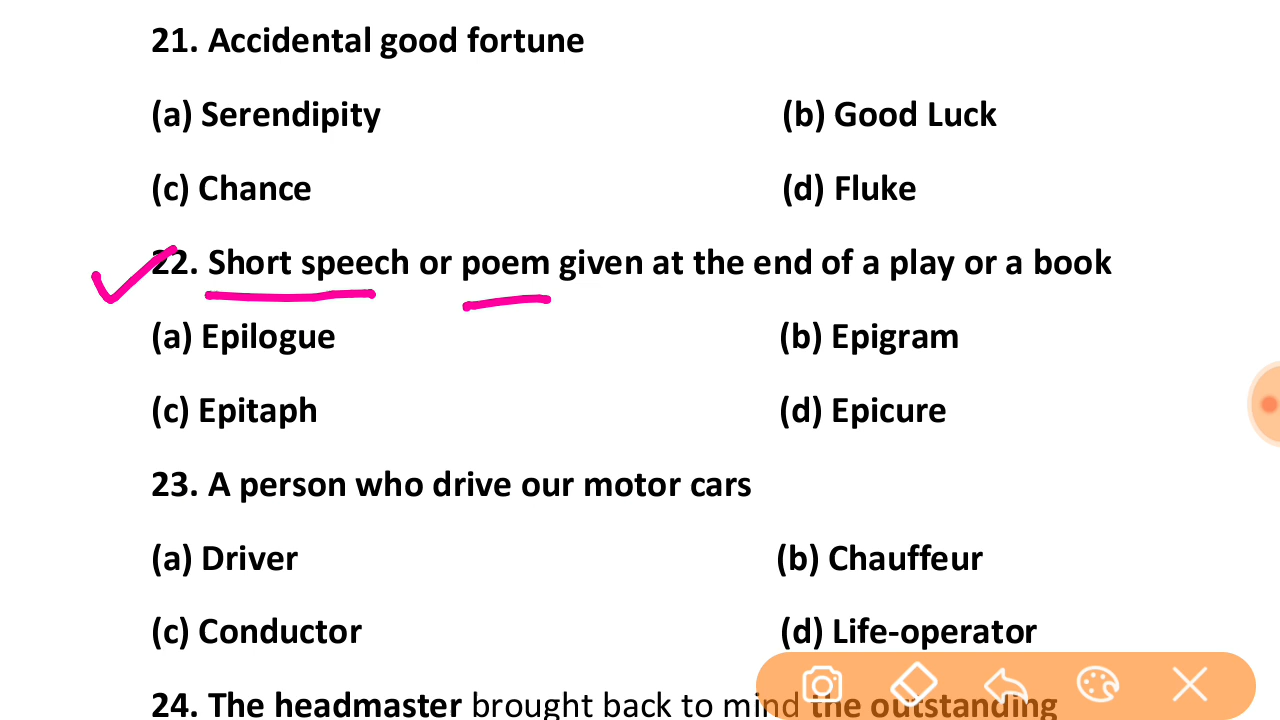 21. Accidental good fortune
(a) Serendipity (b) Good Luck
(c) Chance (d) Fluke
22. Short speech or poem given at the end of a play or a book
(a) Epilogue (b) Epigram
(c) Epitaph (d) Epicure
23. A person who drive our motor cars
(a) Driver (b) Chauffeur
(c) Conductor (d) Life-operator
24. The headmaster brought back to mind the outstanding